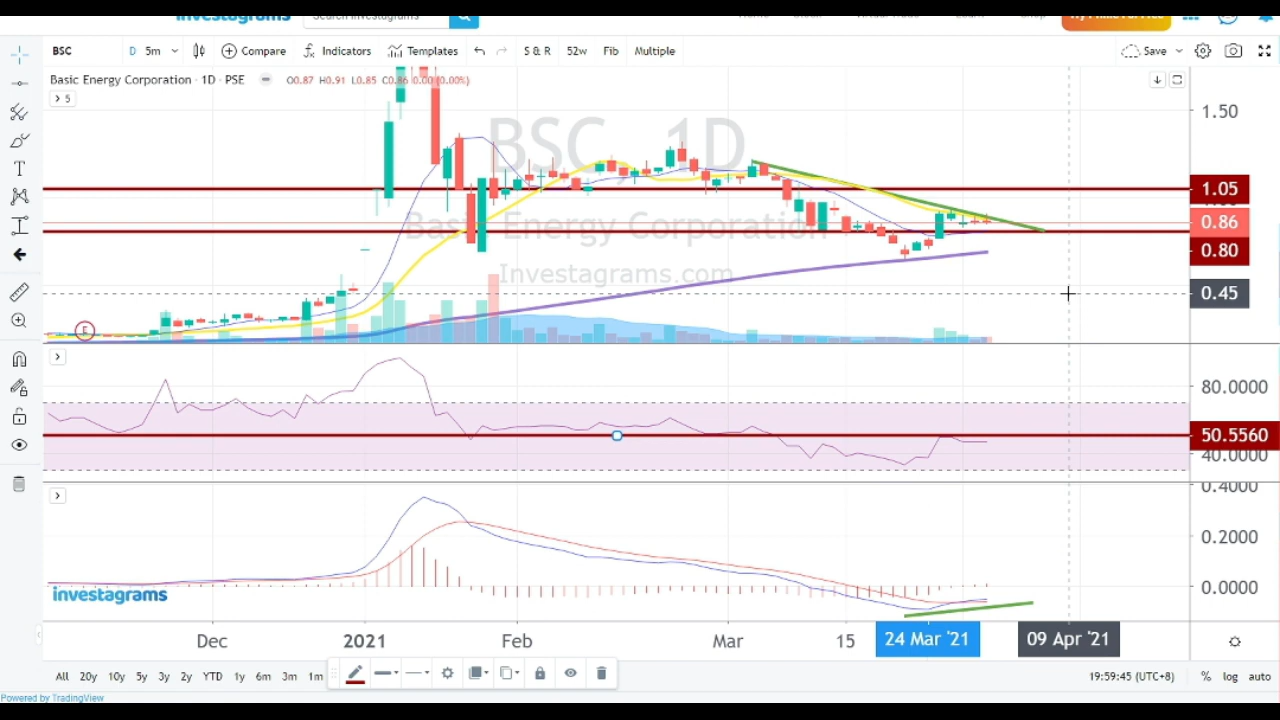 investagrams
Search Investagrams
BSC D 5m Compare Indicators Templates S & R 52w Fib Multiple Save
Basic Energy Corporation · 1D · PSE O0.87 H0.91 L0.85 C0.86 0.00 (0.00%)
5
BSC, 1D
Basic Energy Corporation
Investagrams.com
1.50
1.05
0.86
0.80
0.45
E
80.0000
50.5560
40.0000
0.4000
0.2000
0.0000
investagrams
Dec 2021 Feb Mar 15 24 Mar '21 09 Apr '21
All 20y 10y 5y 3y 2y YTD 1y 6m 3m 1m 19:59:45 (UTC+8) % log auto
Powered by TradingView